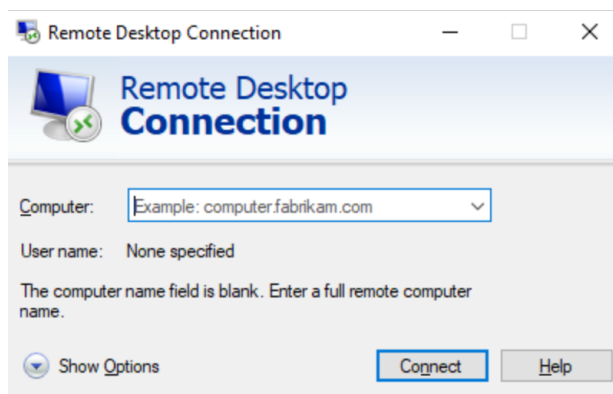 Remote Desktop Connection
Remote Desktop
Connection
Computer: Example: computer.fabrikam.com
User name: None specified
The computer name field is blank. Enter a full remote computer
name.
Show Options Connect Help